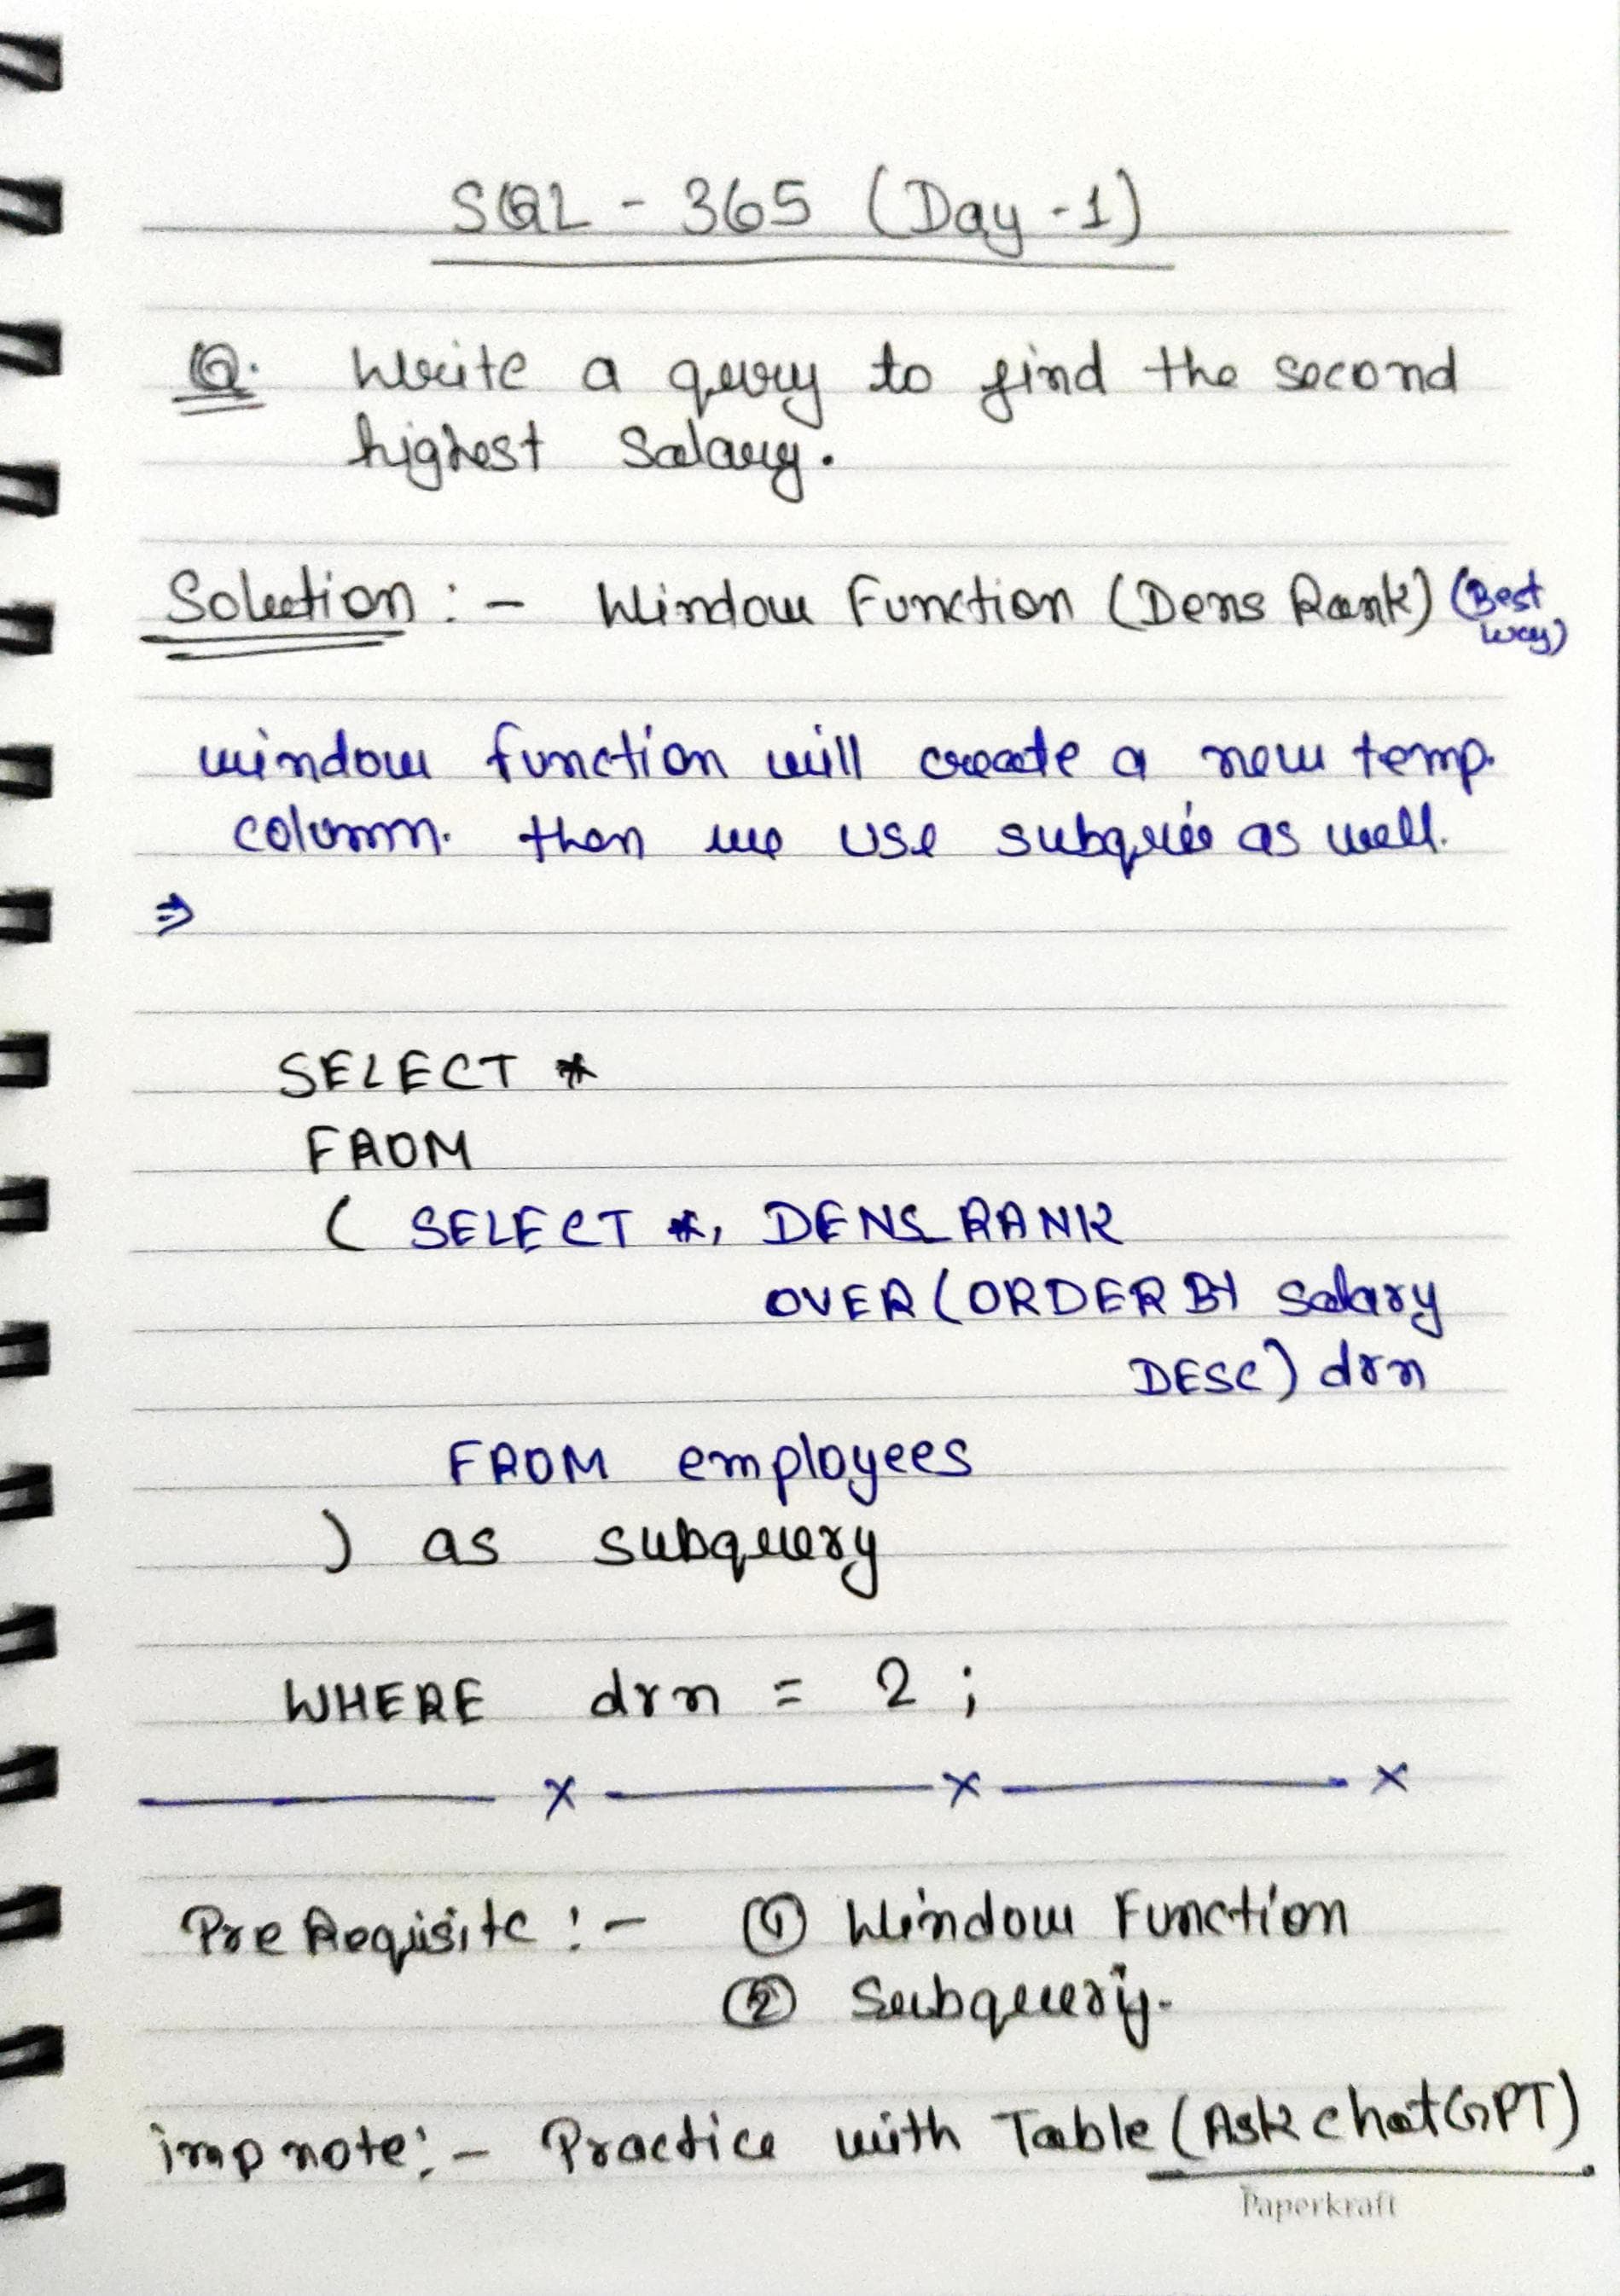 SQL - 365 (Day - 1)
Q. Write a query to find the second
highest salary.
Solution :- Window Function (Dens Rank) (Best
way)
window function will create a new temp.
column. then we use subquie as well.
⇒
SELECT *
FROM
( SELECT *, DENS_RANK
OVER (ORDER BY Salary
DESC) drn
FROM employees
) as subquery
WHERE drn = 2 ;
x x x
Pre Requisite :- ① Window Function
② Subquery.
imp note :- Practice with Table (Ask chatGPT)
Paperkraft